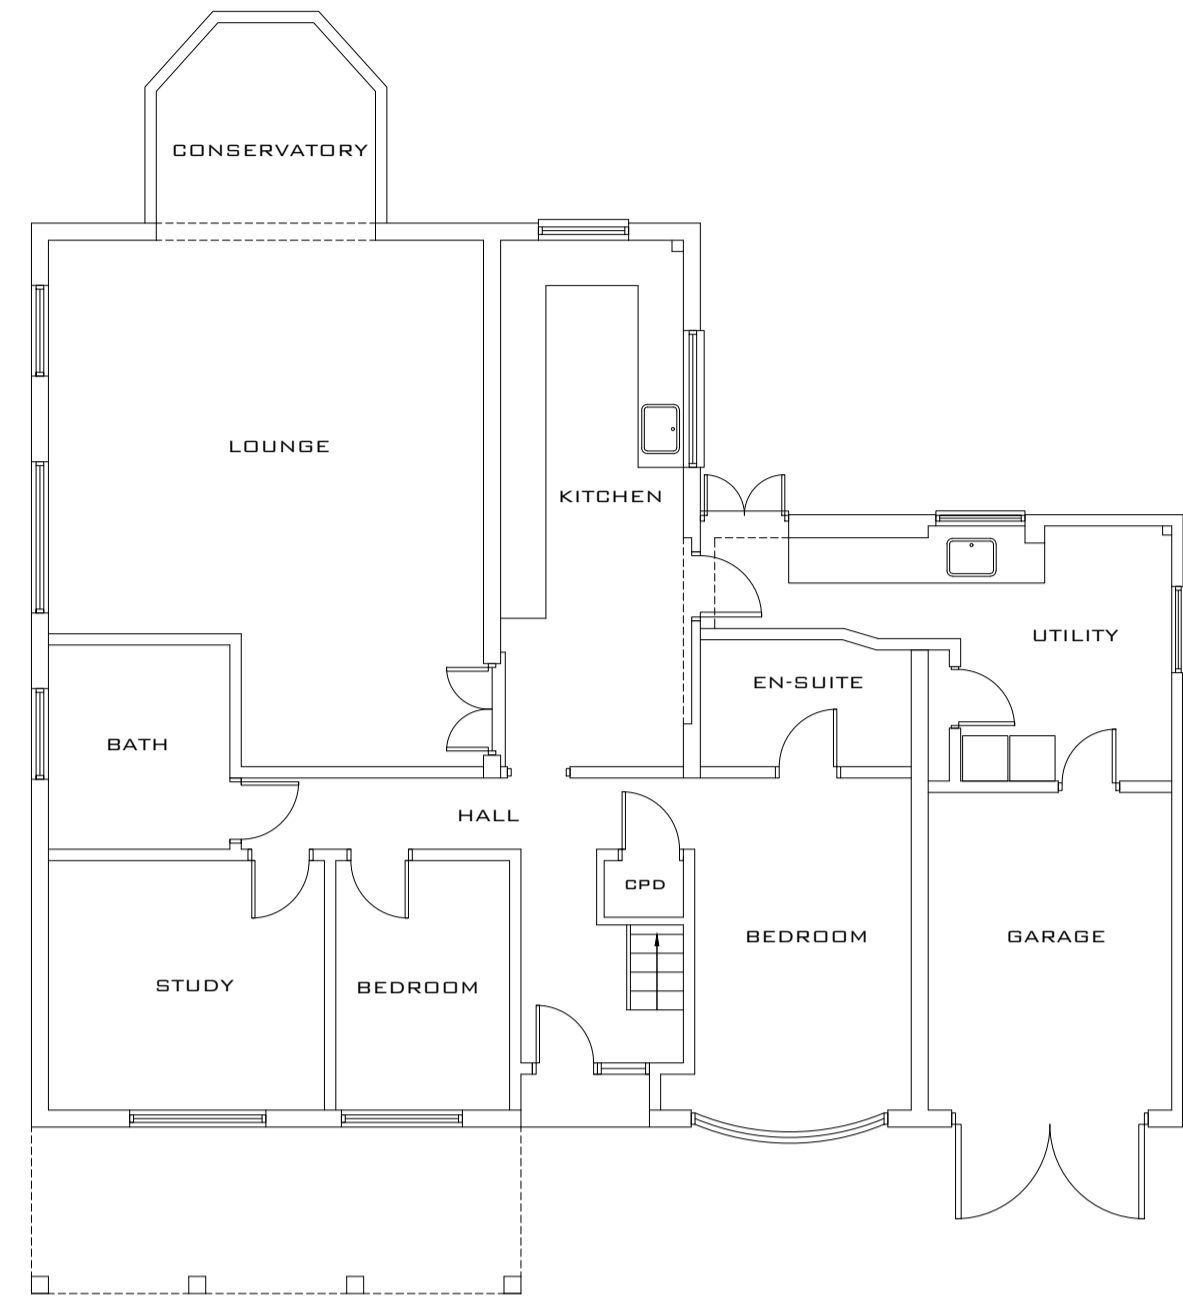 CONSERVATORY
LOUNGE
KITCHEN
UTILITY
EN-SUITE
BATH
HALL
CPD
BEDROOM
GARAGE
STUDY
BEDROOM